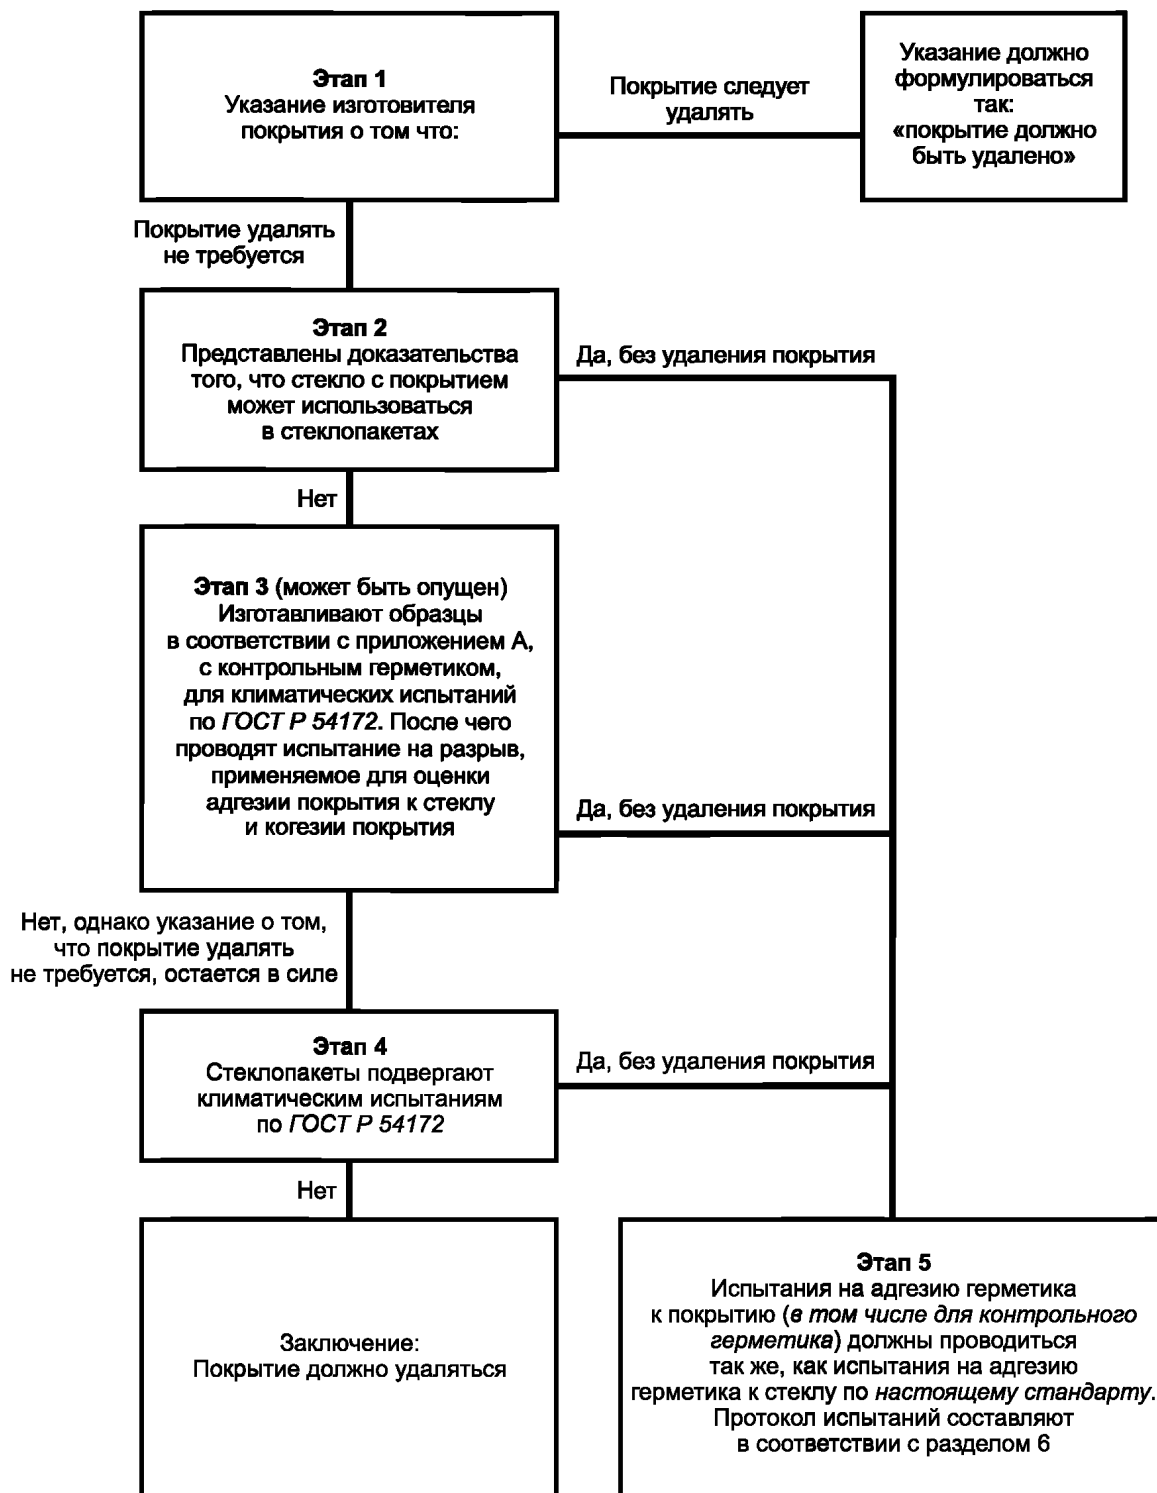 Этап 1
Указание изготовителя
покрытия о том что:
Покрытие следует
удалять
Указание должно
формулироваться
так:
«покрытие должно
быть удалено»
Покрытие удалять
не требуется
Этап 2
Представлены доказательства
того, что стекло с покрытием
может использоваться
в стеклопакетах
Да, без удаления покрытия
Нет
Этап 3 (может быть опущен)
Изготавливают образцы
в соответствии с приложением А,
с контрольным герметиком,
для климатических испытаний
по ГОСТ Р 54172. После чего
проводят испытание на разрыв,
применяемое для оценки
адгезии покрытия к стеклу
и когезии покрытия
Да, без удаления покрытия
Нет, однако указание о том,
что покрытие удалять
не требуется, остается в силе
Этап 4
Стеклопакеты подвергают
климатическим испытаниям
по ГОСТ Р 54172
Да, без удаления покрытия
Нет
Заключение:
Покрытие должно удаляться
Этап 5
Испытания на адгезию герметика
к покрытию (в том числе для контрольного
герметика) должны проводиться
так же, как испытания на адгезию
герметика к стеклу по настоящему стандарту.
Протокол испытаний составляют
в соответствии с разделом 6